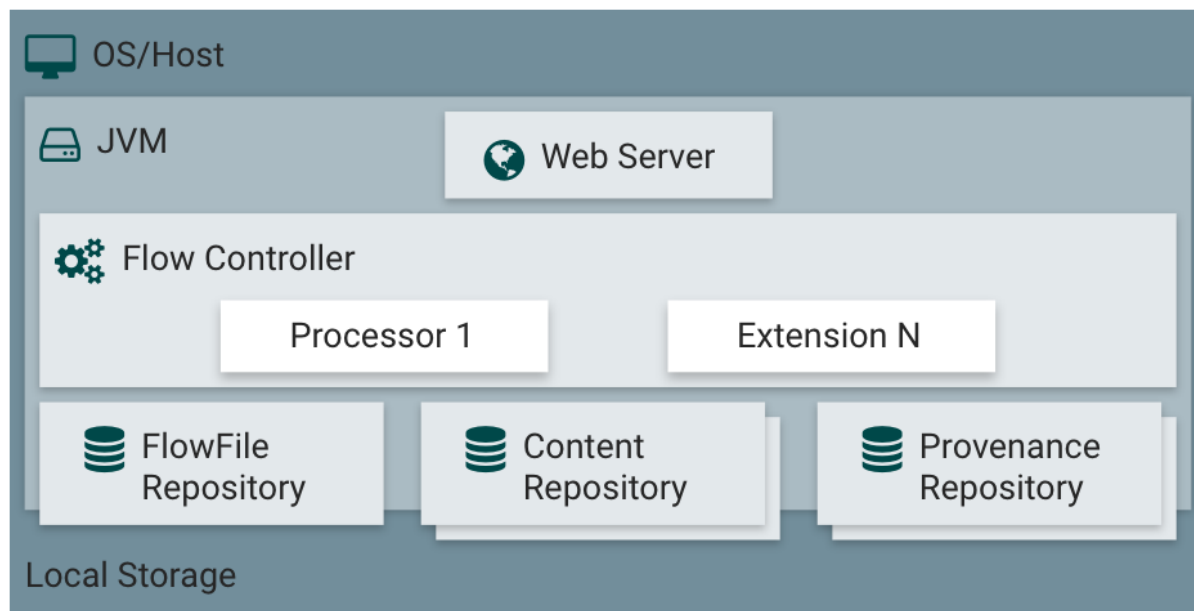 OS/Host
JVM
Web Server
Flow Controller
Processor 1
Extension N
FlowFile
Repository
Content
Repository
Provenance
Repository
Local Storage